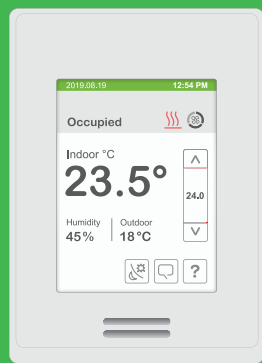 2019.08.19 12:54 PM
Occupied
Indoor °C
23.5°
24.0
Humidity Outdoor
45% 18°C
?